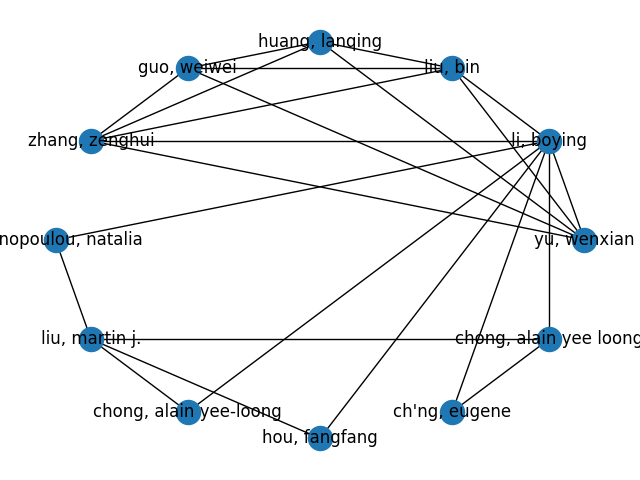 huang, lanqing
guo, weiwei
liu, bin
zhang, zenghui
li, boying
nopoulou, natalia
yu, wenxian
liu, martin j.
chong, alain yee loong
chong, alain yee-loong
ch'ng, eugene
hou, fangfang